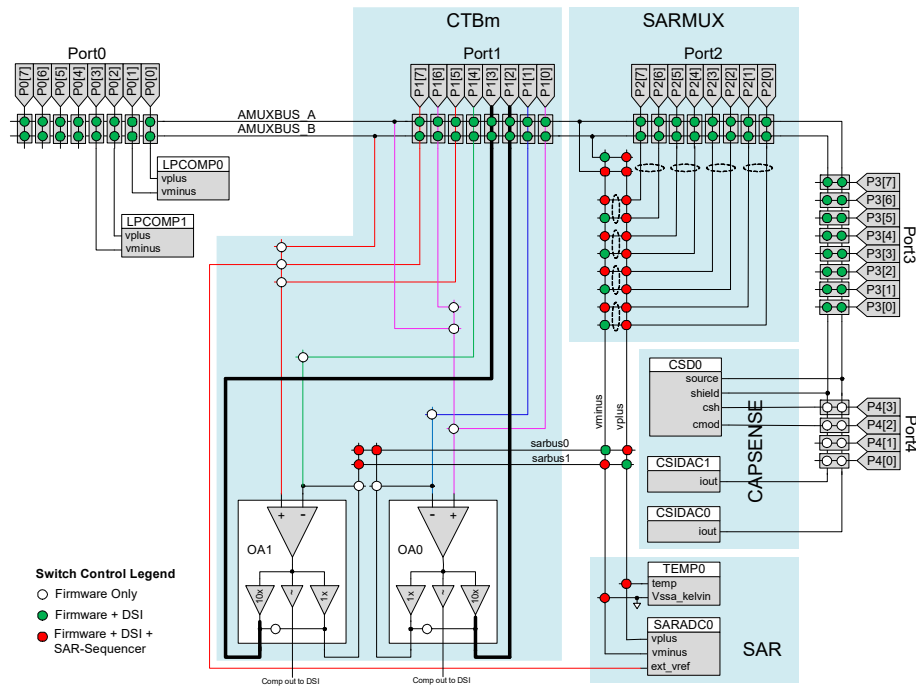 CTBm
SARMUX
Port0
Port1
Port2
P0[7]
P0[6]
P0[5]
P0[4]
P0[3]
P0[2]
P0[1]
P0[0]
P1[7]
P1[6]
P1[5]
P1[4]
P1[3]
P1[2]
P1[1]
P1[0]
P2[7]
P2[6]
P2[5]
P2[4]
P2[3]
P2[2]
P2[1]
P2[0]
AMUXBUS_A
AMUXBUS_B
LPCOMP0
vplus
vminus
LPCOMP1
vplus
vminus
P3[7]
P3[6]
P3[5]
P3[4]
P3[3]
P3[2]
P3[1]
P3[0]
Port3
CSD0
source
shield
csh
cmod
CAPSENSE
P4[3]
P4[2]
P4[1]
P4[0]
Port4
vminus
vplus
sarbus0
sarbus1
CSIDAC1
iout
CSIDAC0
iout
+
-
OA1
10x
~
1x
-
+
OA0
1x
~
10x
Switch Control Legend
Firmware Only
Firmware + DSI
Firmware + DSI +
SAR-Sequencer
TEMP0
temp
Vssa_kelvin
SARADC0
vplus
vminus
ext_vref
SAR
Comp out to DSI
Comp out to DSI